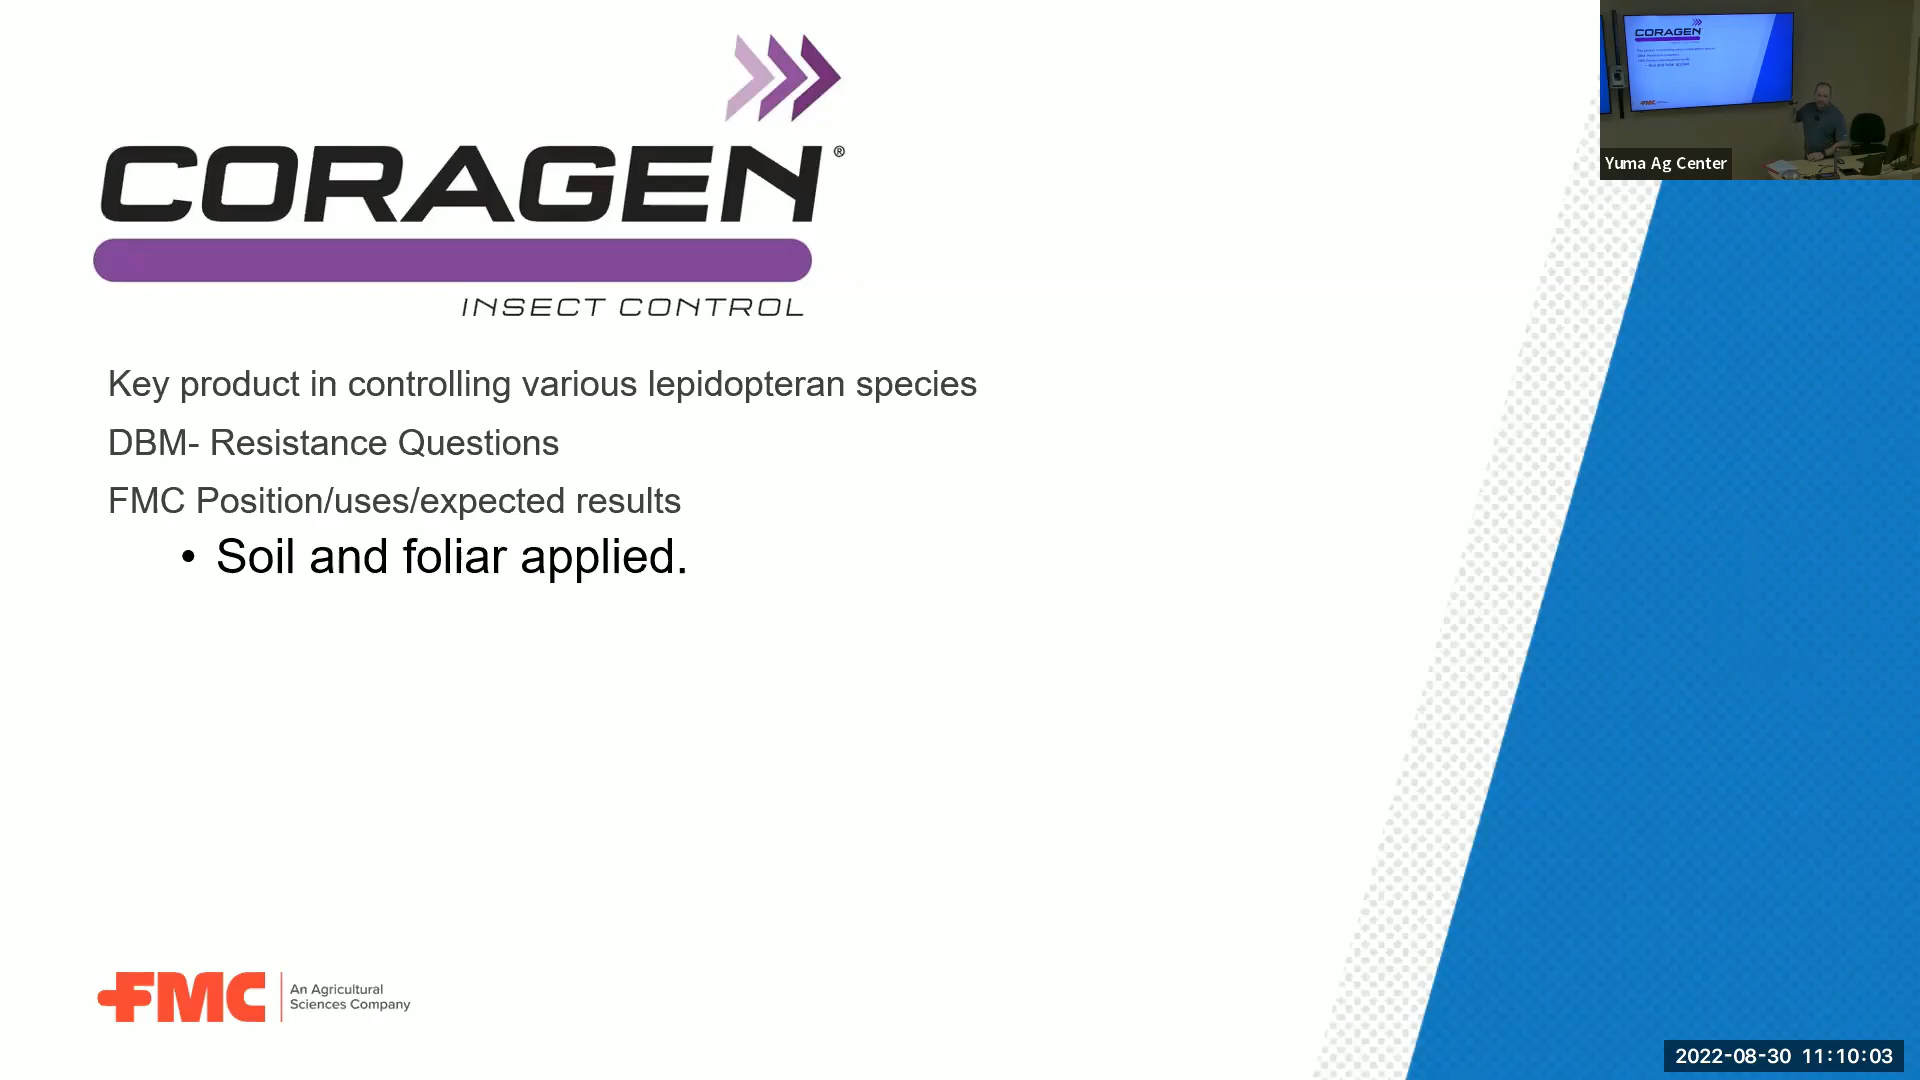 CORAGEN®
INSECT CONTROL
Key product in controlling various lepidopteran species
DBM- Resistance Questions
FMC Position/uses/expected results
• Soil and foliar applied.
FMC
An Agricultural
Sciences Company
CORAGEN
Yuma Ag Center
2022-08-30 11:10:03